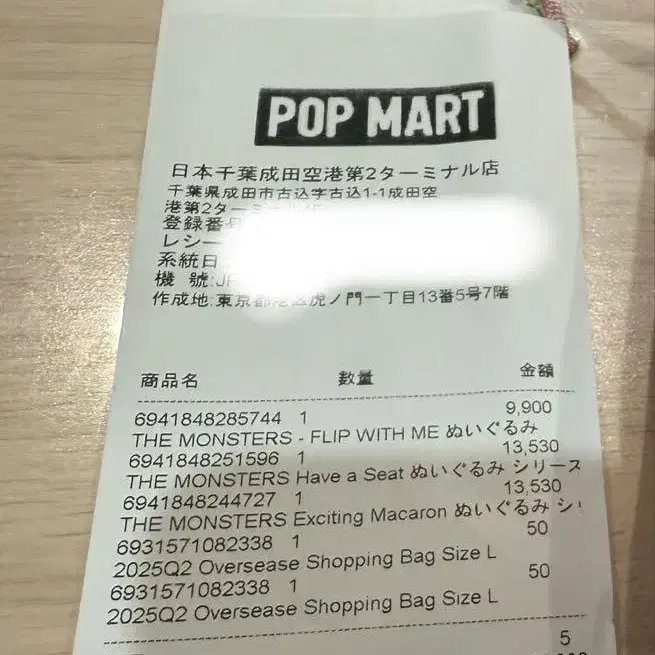 POP MART
日本千葉成田空港第2ターミナル店
千葉県成田市古込字古込1-1成田空
港第2ターミナル
登録番号
レシー
系統日
機 號:JP
作成地:東京都港区虎ノ門一丁目13番5号7階
商品名 數量 金額
6941848285744 1 9,900
THE MONSTERS - FLIP WITH ME ぬいぐるみ
6941848251596 1 13,530
THE MONSTERS Have a Seat ぬいぐるみ シリーズ
6941848244727 1 13,530
THE MONSTERS Exciting Macaron ぬいぐるみ シリ
6931571082338 1 50
2025Q2 Oversease Shopping Bag Size L
6931571082338 1 50
2025Q2 Oversease Shopping Bag Size L
5